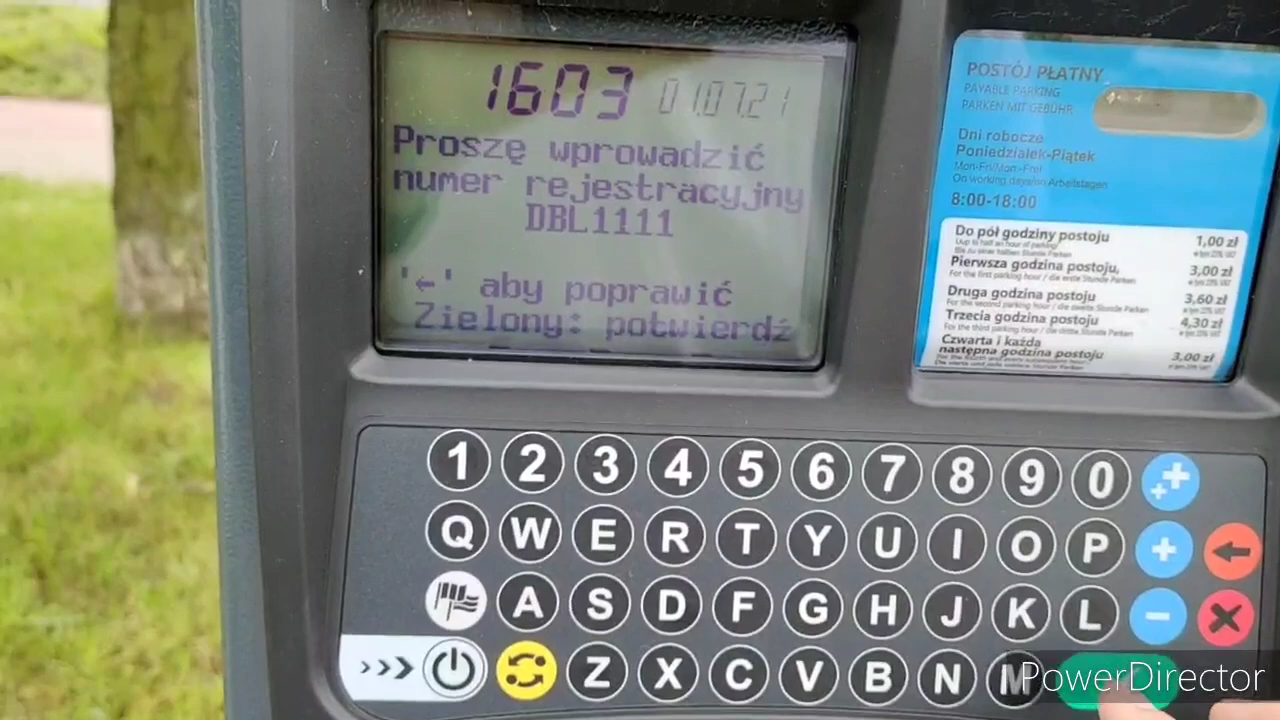 1603 01.07.21
Proszę wprowadzić
numer rejestracyjny
DBL1111
'←' aby poprawić
Zielony: potwierdź
POSTÓJ PŁATNY
PAYABLE PARKING
PARKEN MIT GEBÜHR
Dni robocze
Poniedziałek-Piątek
Mon-Fri/Mon.-Frei
On working days/an Arbeitstagen
8:00-18:00
Do pół godziny postoju 1,00 zł
Pierwsza godzina postoju, 3,00 zł
For the first parking hour / die erste Stunde Parken
Druga godzina postoju 3,60 zł
For the second parking hour / die zweite Stunde Parken
Trzecia godzina postoju 4,30 zł
For the third parking hour / die dritte Stunde Parken
Czwarta i każda
następna godzina postoju 3,00 zł
1 2 3 4 5 6 7 8 9 0
Q W E R T Y U I O P
A S D F G H J K L
Z X C V B N M
PowerDirector